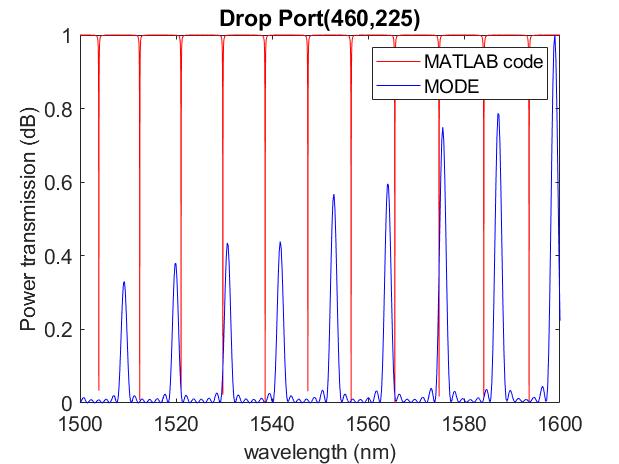 Drop Port(460,225)
MATLAB code
MODE
Power transmission (dB)
1
0.8
0.6
0.4
0.2
0
1500 1520 1540 1560 1580 1600
wavelength (nm)